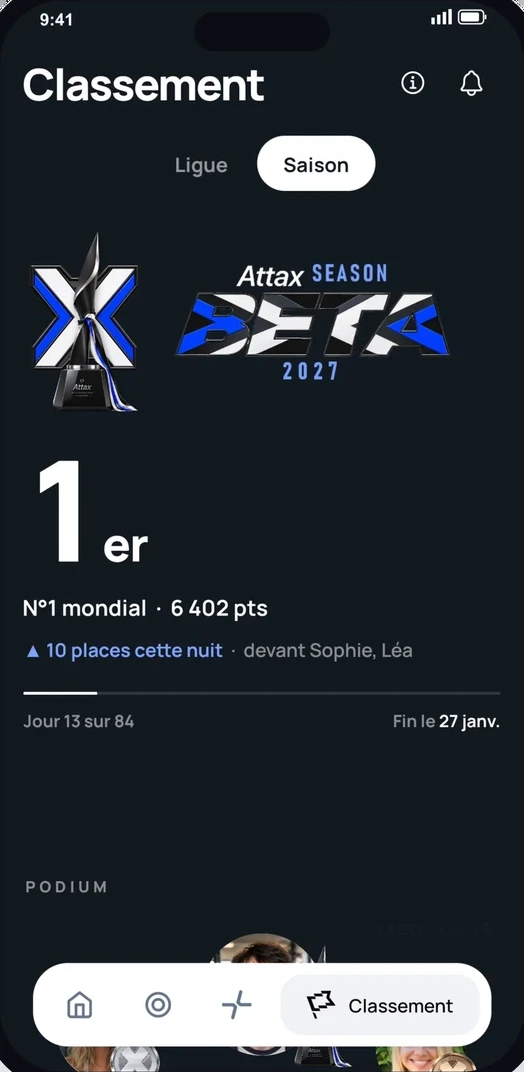 9:41
Classement
Ligue
Saison
Attax SEASON
BETA
2027
Attax
1er
N°1 mondial · 6 402 pts
▲ 10 places cette nuit · devant Sophie, Léa
Jour 13 sur 84
Fin le 27 janv.
PODIUM
Classement